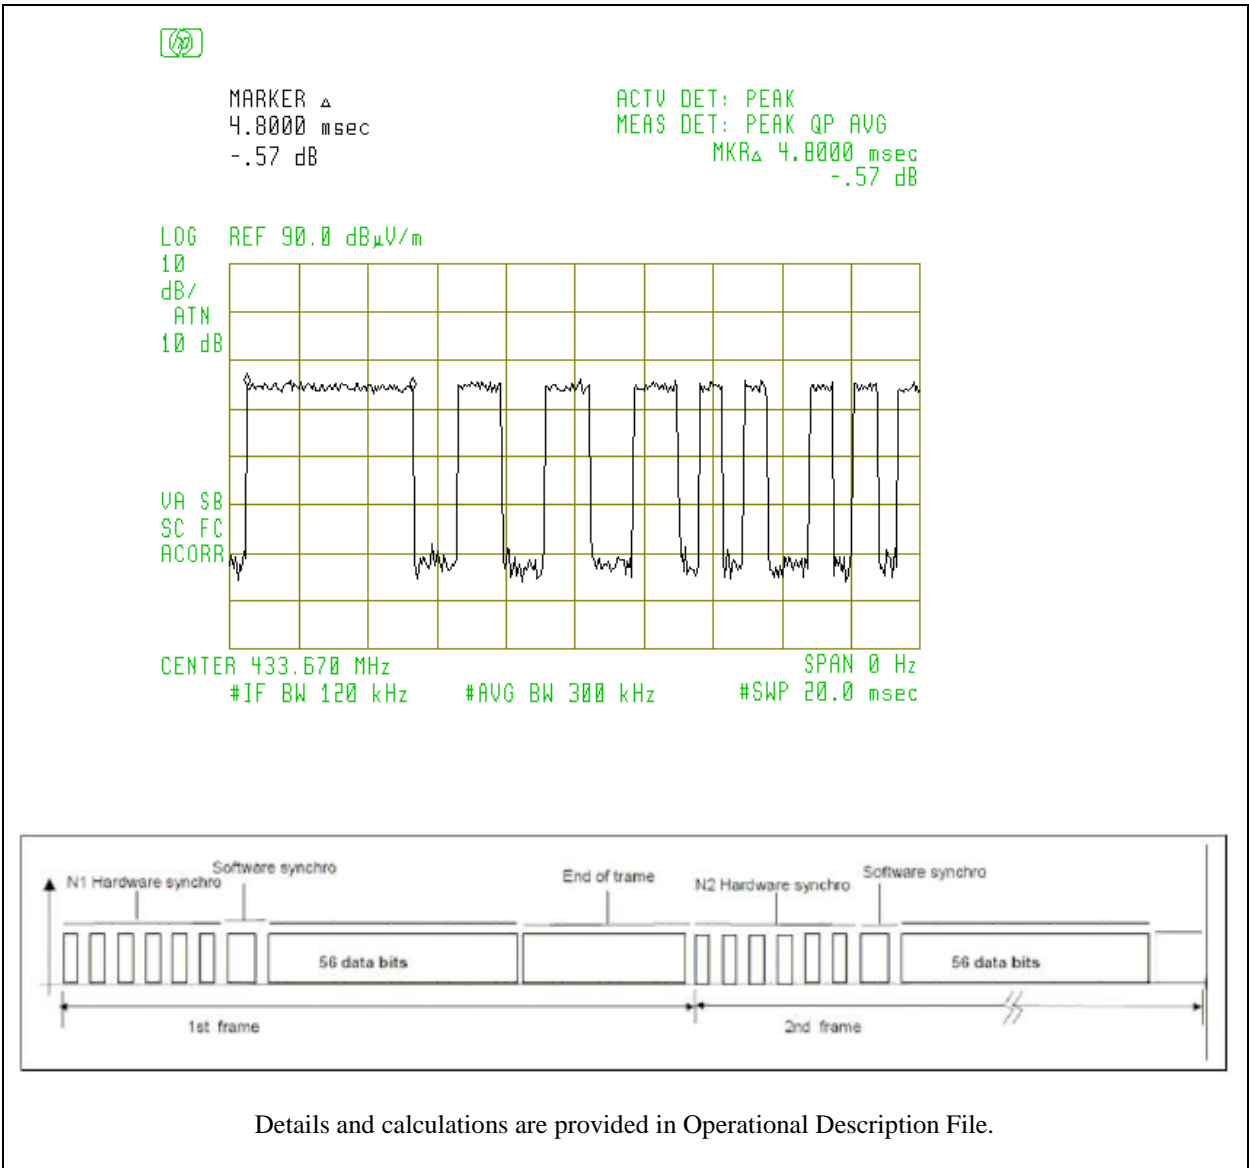 hp
MARKER Δ
4.8000 msec
-.57 dB
ACTV DET: PEAK
MEAS DET: PEAK QP AVG
MKRΔ 4.8000 msec
-.57 dB
LOG REF 90.0 dBµV/m
10
dB/
ATN
10 dB
VA SB
SC FC
ACORR
CENTER 433.670 MHz SPAN 0 Hz
#IF BW 120 kHz #AVG BW 300 kHz #SWP 20.0 msec
N1 Hardware synchro
Software synchro
End of trame
N2 Hardware synchro
Software synchro
56 data bits
56 data bits
1st frame
2nd frame
Details and calculations are provided in Operational Description File.